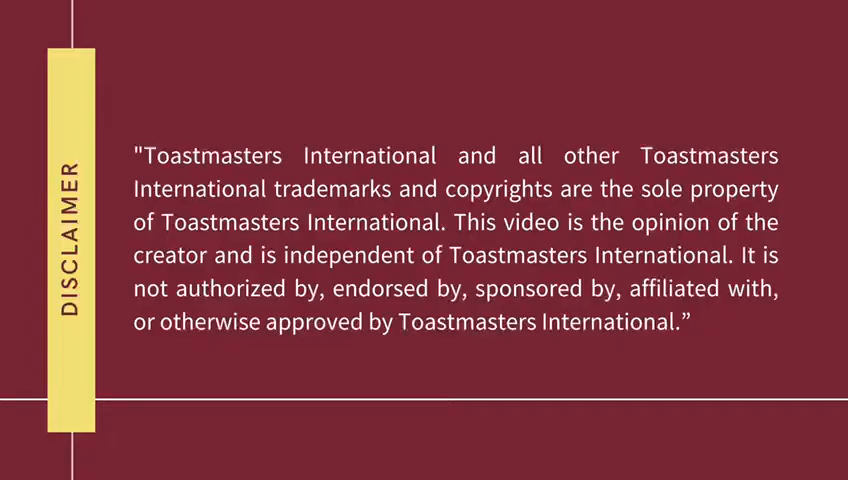 DISCLAIMER
"Toastmasters International and all other Toastmasters
International trademarks and copyrights are the sole property
of Toastmasters International. This video is the opinion of the
creator and is independent of Toastmasters International. It is
not authorized by, endorsed by, sponsored by, affiliated with,
or otherwise approved by Toastmasters International.”